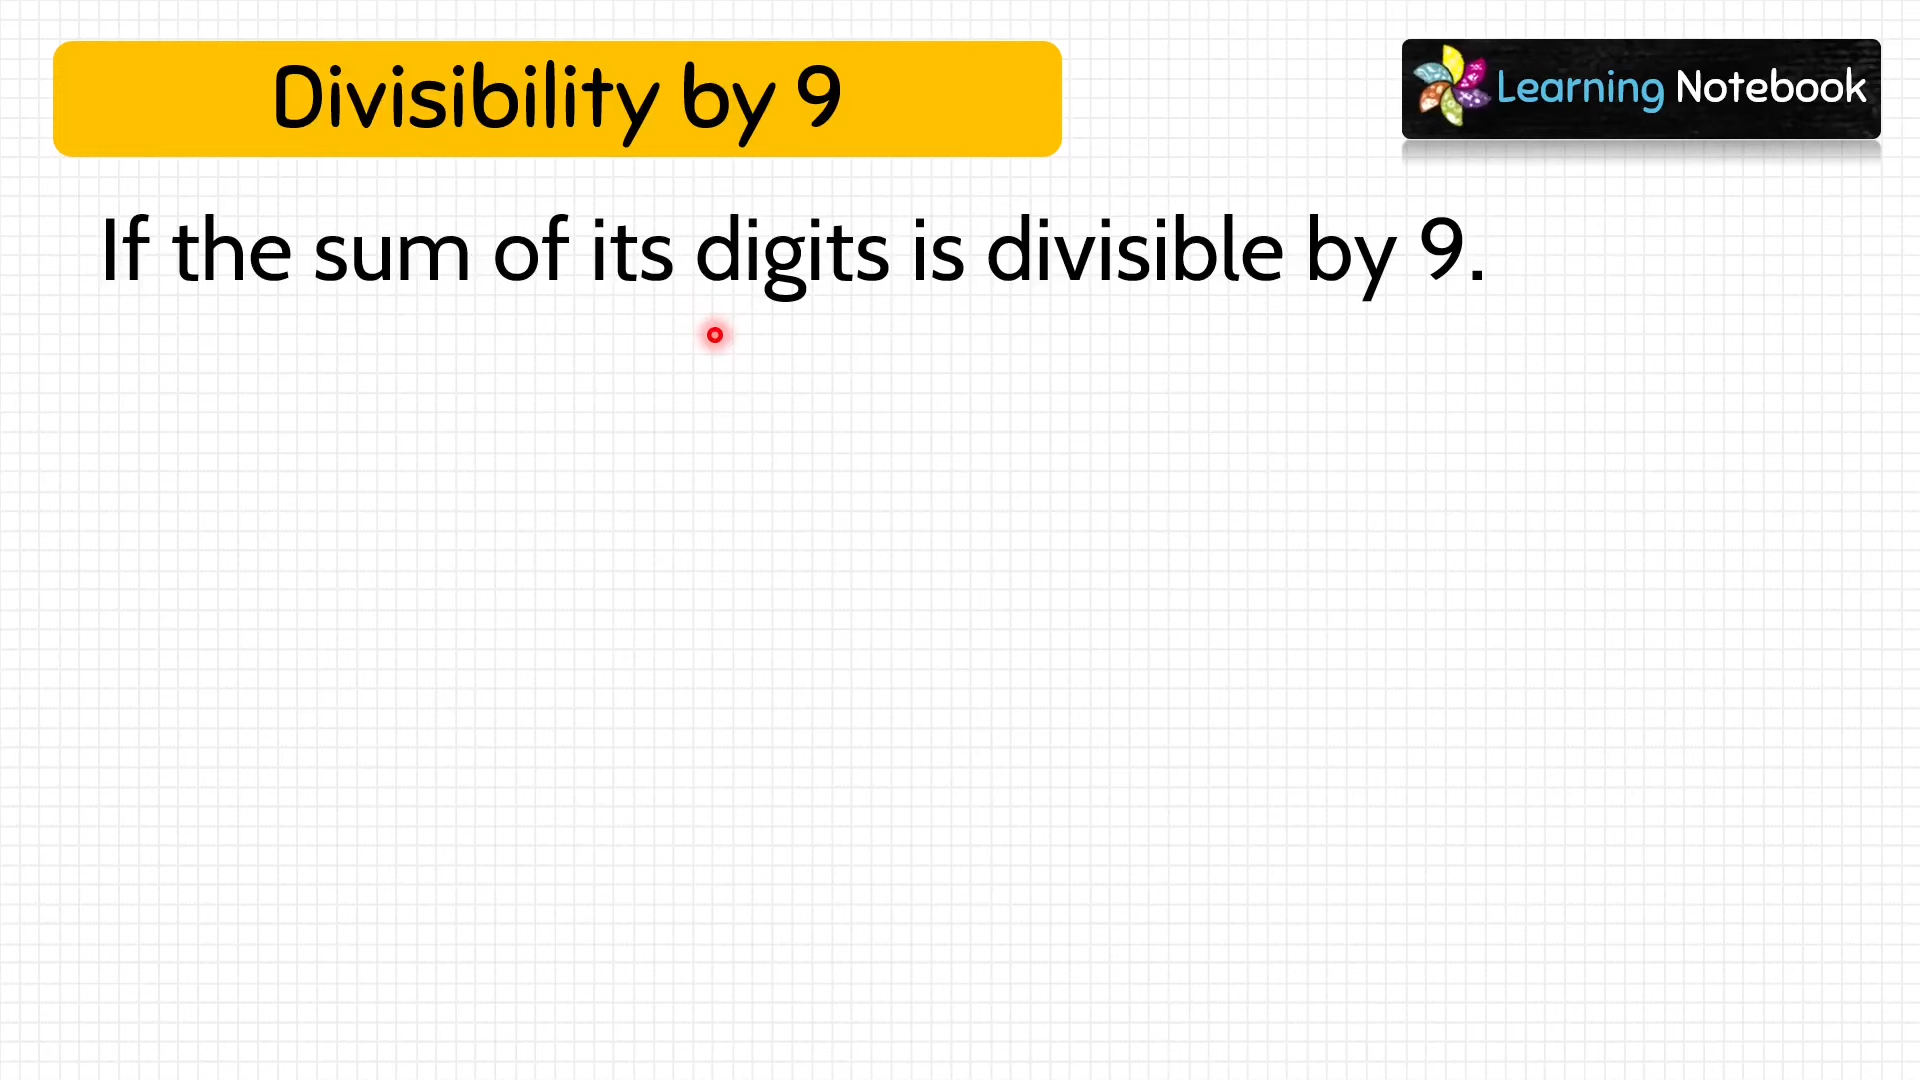 Divisibility by 9
Learning Notebook
If the sum of its digits is divisible by 9.